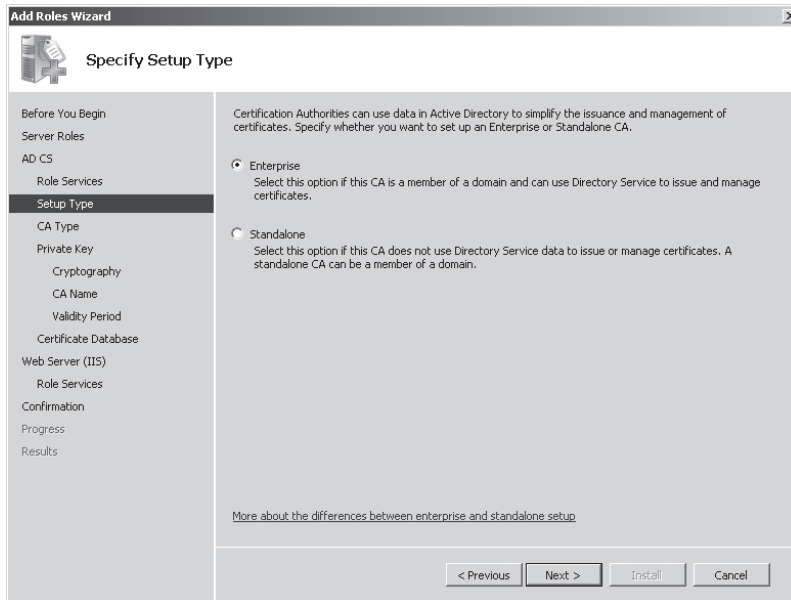 Add Roles Wizard
Specify Setup Type
Before You Begin
Server Roles
AD CS
Role Services
Setup Type
CA Type
Private Key
Cryptography
CA Name
Validity Period
Certificate Database
Web Server (IIS)
Role Services
Confirmation
Progress
Results
Certification Authorities can use data in Active Directory to simplify the issuance and management of
certificates. Specify whether you want to set up an Enterprise or Standalone CA.
Enterprise
Select this option if this CA is a member of a domain and can use Directory Service to issue and manage
certificates.
Standalone
Select this option if this CA does not use Directory Service data to issue or manage certificates. A
standalone CA can be a member of a domain.
More about the differences between enterprise and standalone setup
< Previous
Next >
Install
Cancel